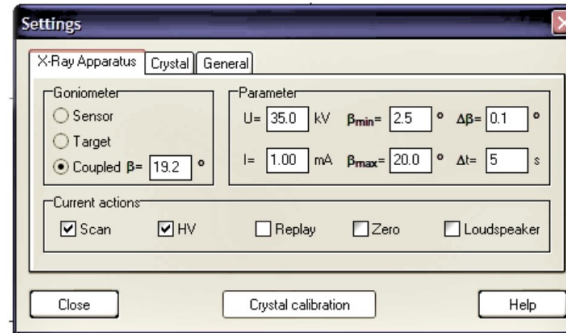 Settings
X-Ray Apparatus Crystal General
Goniometer Parameter
Sensor U= 35.0 kV βmin= 2.5 ° Δβ= 0.1 °
Target
Coupled β= 19.2 ° I= 1.00 mA βmax= 20.0 ° Δt= 5 s
Current actions
Scan HV Replay Zero Loudspeaker
Close Crystal calibration Help